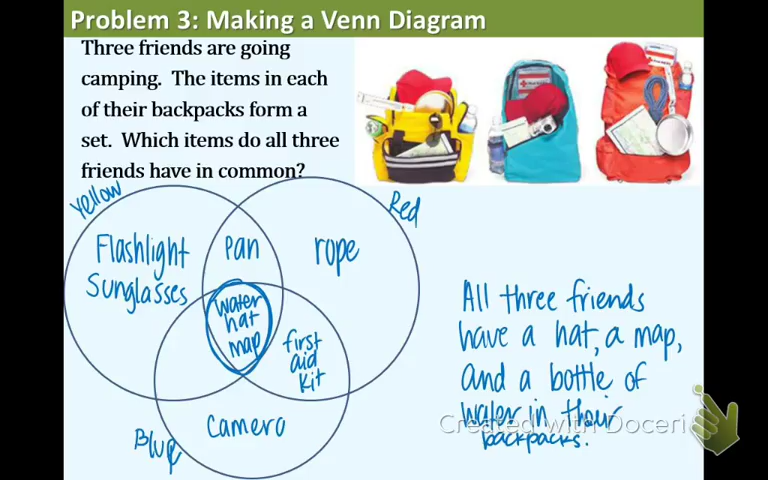 Problem 3: Making a Venn Diagram
Three friends are going
camping. The items in each
of their backpacks form a
set. Which items do all three
friends have in common?
Yellow
Red
Flashlight
Sunglasses
Pan
rope
water
hat
map
first
aid
kit
camera
Blue
All three friends
have a hat, a map,
and a bottle of
water in their
backpacks.
Created with Doceri